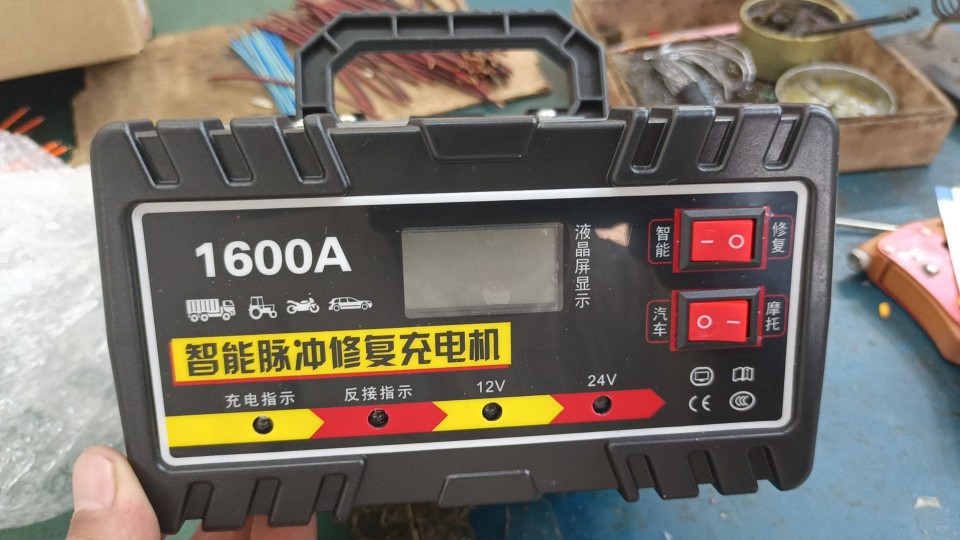 1600A
液晶屏显示
智能
修复
汽车
摩托
智能脉冲修复充电机
充电指示
反接指示
12V
24V
CE
CCC